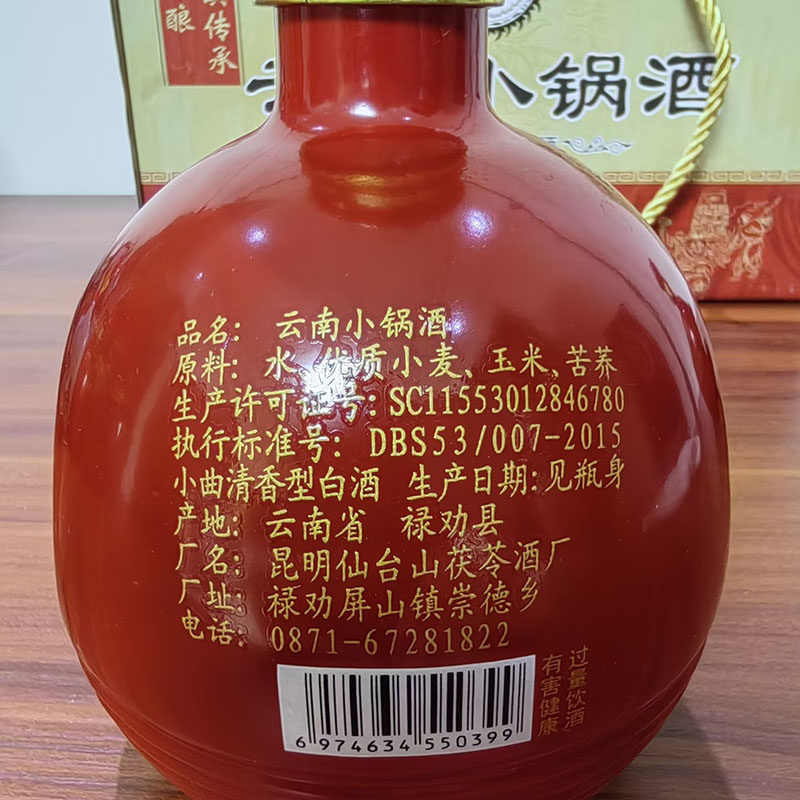 传承
酿
小锅酒
品名: 云南小锅酒
原料: 水、优质小麦、玉米、苦荞
生产许可证号: SC11553012846780
执行标准号: DBS53/007-2015
小曲清香型白酒 生产日期: 见瓶身
产地: 云南省 禄劝县
厂名: 昆明仙台山茯苓酒厂
厂址: 禄劝屏山镇崇德乡
电话: 0871-67281822
过量饮酒
有害健康
6 974634 550399